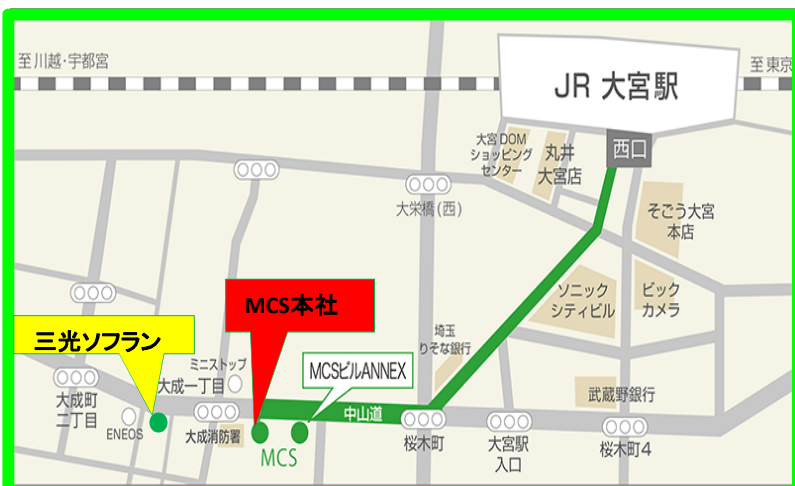 至川越・宇都宮
JR 大宮駅
至東京
西口
大宮DOM
ショッピング
センター
丸井
大宮店
大栄橋(西)
そごう大宮
本店
ソニック
シティビル
ビック
カメラ
MCS本社
三光ソフラン
埼玉
りそな銀行
ミニストップ
大成一丁目
MCSビルANNEX
武蔵野銀行
大成町
二丁目
ENEOS
大成消防署
中山道
MCS
桜木町
大宮駅
入口
桜木町4